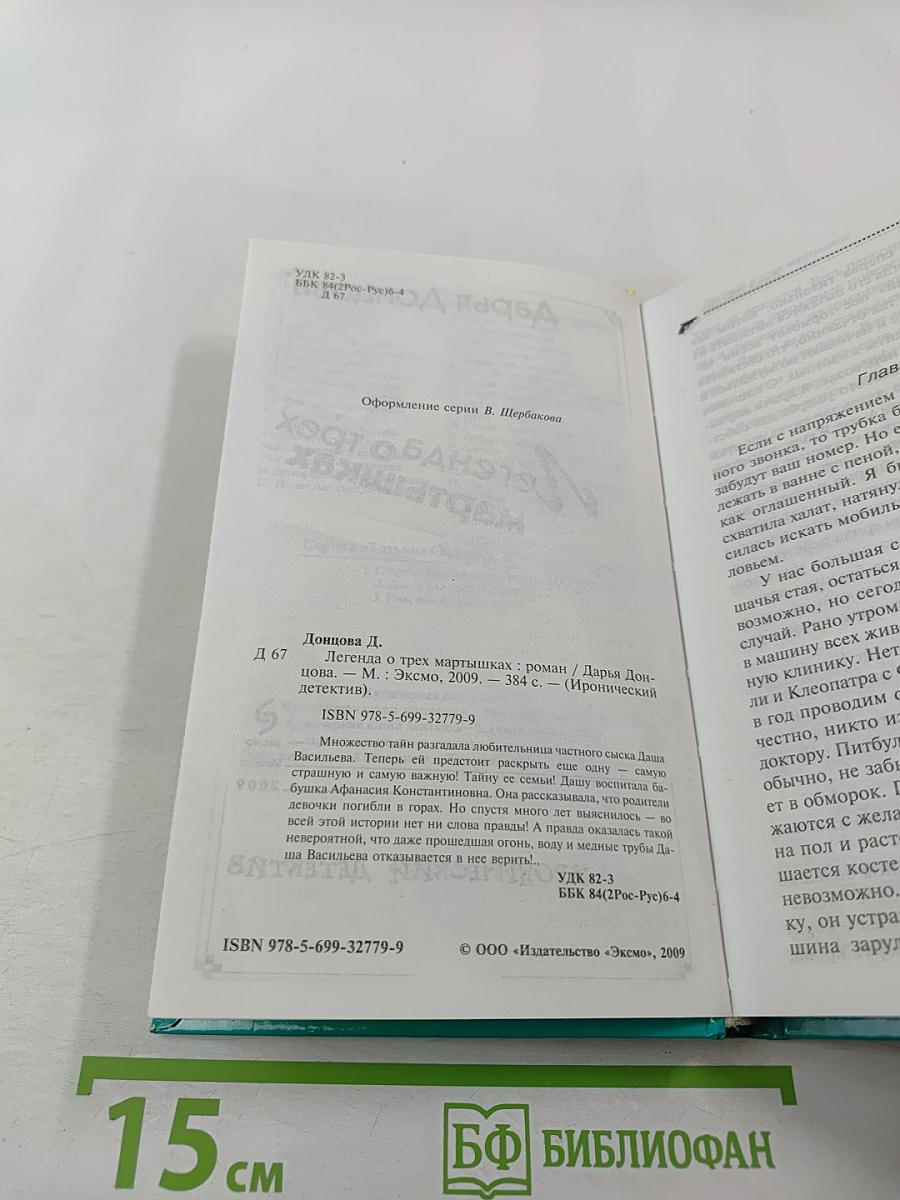 УДК 82-3
ББК 84(2Рос-Рус)6-4
Д 67
Оформление серии В. Щербакова
Донцова Д.
Д 67 Легенда о трех мартышках : роман / Дарья Дон-
цова. — М. : Эксмо, 2009. — 384 с. — (Иронический
детектив).
ISBN 978-5-699-32779-9
Множество тайн разгадала любительница частного сыска Даша
Васильева. Теперь ей предстоит раскрыть еще одну — самую
страшную и самую важную! Тайну ее семьи! Дашу воспитала ба-
бушка Афанасия Константиновна. Она рассказывала, что родители
девочки погибли в горах. Но спустя много лет выяснилось — во
всей этой истории нет ни слова правды! А правда оказалась такой
невероятной, что даже прошедшая огонь, воду и медные трубы Да-
ша Васильева отказывается в нее верить!..
УДК 82-3
ББК 84(2Рос-Рус)6-4
ISBN 978-5-699-32779-9
© ООО «Издательство «Эксмо», 2009
Глав
Если с напряжением
ного звонка, то трубка б
забудут ваш номер. Но е
лежать в ванне с пеной,
как оглашенный. Я б
схватила халат, натяну
силась искать мобиль
ловьем.
У нас большая с
шачья стая, остаться
возможно, но сегод
случай. Рано утром
в машину всех жив
ную клинику. Нет
ли и Клеопатра с
в год проводим о
честно, никто из
доктору. Питбул
обычно, не забы
ет в обморок. П
жаются с жела
на пол и расте
шается косте
невозможно.
ку, он устра
шина зарул
15 см
БФ БИБЛИОФАН